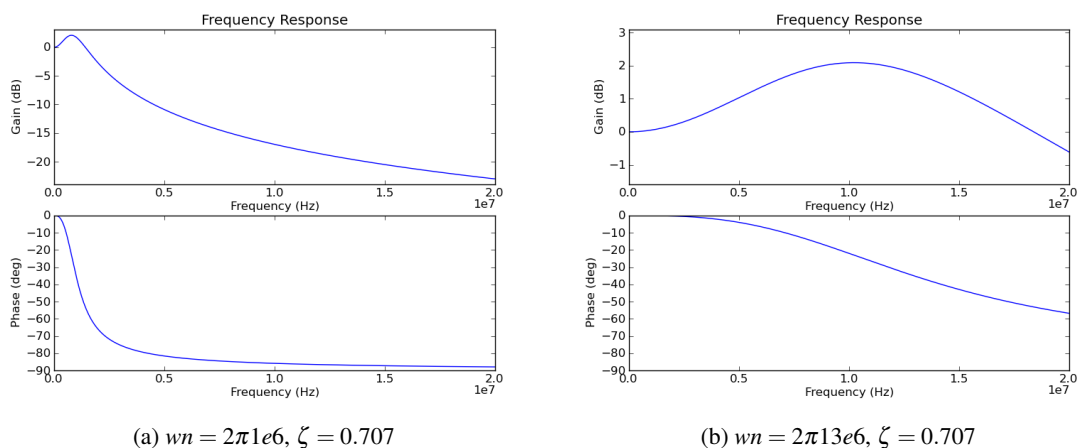 Frequency Response
Gain (dB)
0
−5
−10
−15
−20
0.0 0.5 1.0 1.5 2.0
1e7
Frequency (Hz)
Phase (deg)
0
−10
−20
−30
−40
−50
−60
−70
−80
−90
0.0 0.5 1.0 1.5 2.0
1e7
Frequency (Hz)
(a) wn = 2π1e6, ζ = 0.707
Frequency Response
Gain (dB)
3
2
1
0
−1
0.0 0.5 1.0 1.5 2.0
1e7
Frequency (Hz)
Phase (deg)
0
−10
−20
−30
−40
−50
−60
−70
−80
−90
0.0 0.5 1.0 1.5 2.0
1e7
Frequency (Hz)
(b) wn = 2π13e6, ζ = 0.707